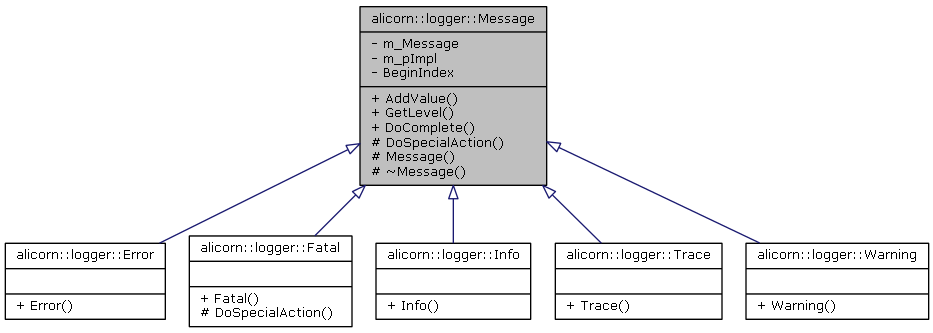 alicorn::logger::Message
- m_Message
- m_pImpl
- BeginIndex
+ AddValue()
+ GetLevel()
+ DoComplete()
# DoSpecialAction()
# Message()
# ~Message()
alicorn::logger::Error
+ Error()
alicorn::logger::Fatal
+ Fatal()
# DoSpecialAction()
alicorn::logger::Info
+ Info()
alicorn::logger::Trace
+ Trace()
alicorn::logger::Warning
+ Warning()